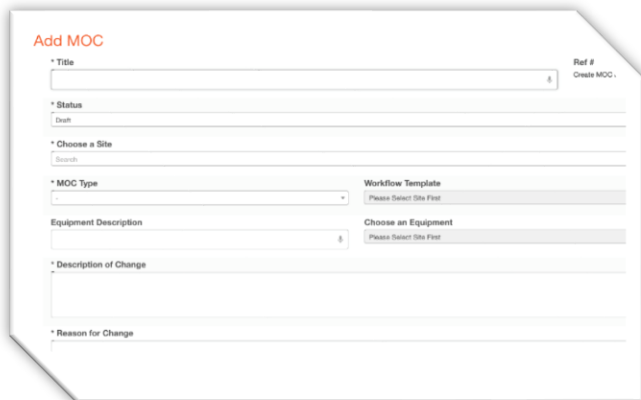 Add MOC
* Title
Ref #
Create MOC
* Status
Draft
* Choose a Site
Search
* MOC Type
Workflow Template
-
Please Select Site First
Equipment Description
Choose an Equipment
Please Select Site First
* Description of Change
* Reason for Change